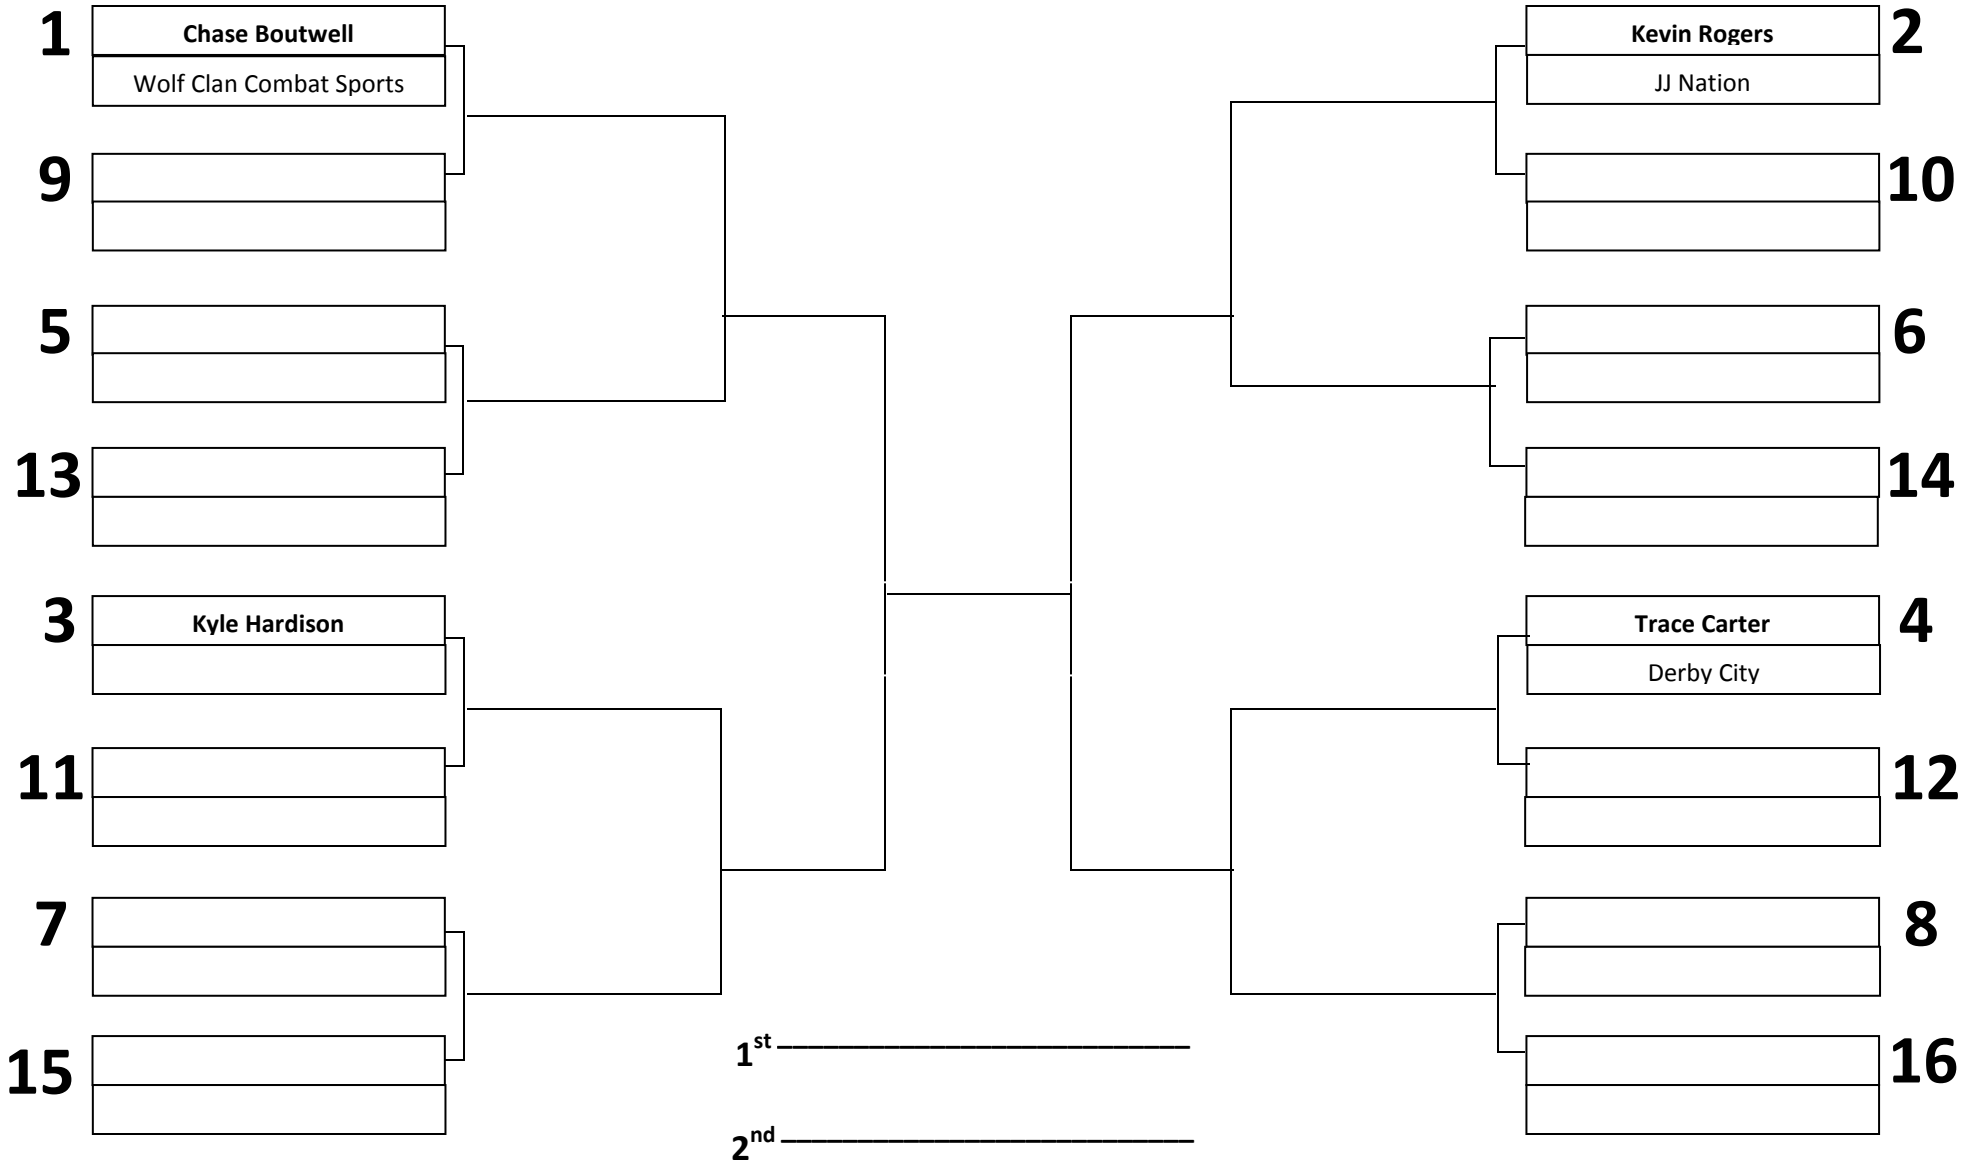 1
Chase Boutwell
Wolf Clan Combat Sports
9
5
13
3
Kyle Hardison
11
7
15
Kevin Rogers
2
JJ Nation
10
6
14
Trace Carter
4
Derby City
12
8
16
1st
2nd